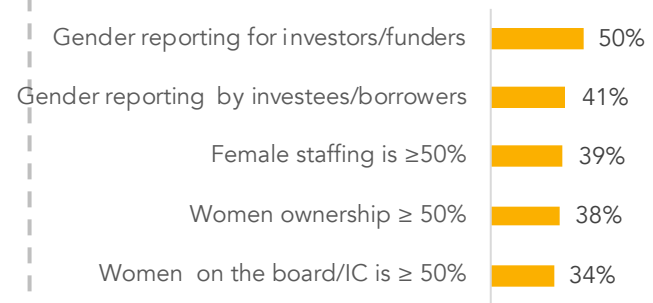 Gender reporting for investors/funders 50%
Gender reporting by investees/borrowers 41%
Female staffing is ≥50% 39%
Women ownership ≥ 50% 38%
Women on the board/IC is ≥ 50% 34%